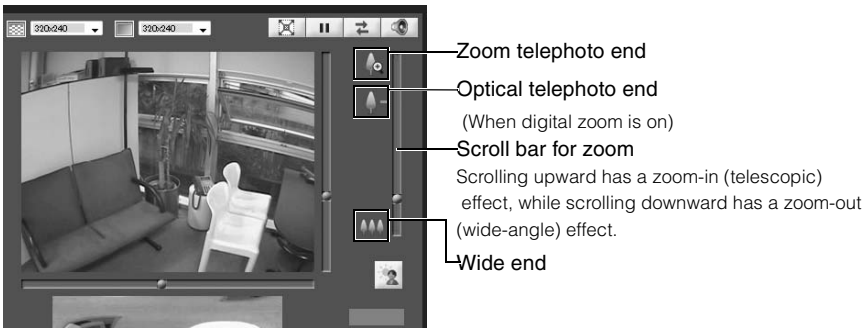 320x240 320x240
Zoom telephoto end
Optical telephoto end
(When digital zoom is on)
Scroll bar for zoom
Scrolling upward has a zoom-in (telescopic)
effect, while scrolling downward has a zoom-out
(wide-angle) effect.
Wide end